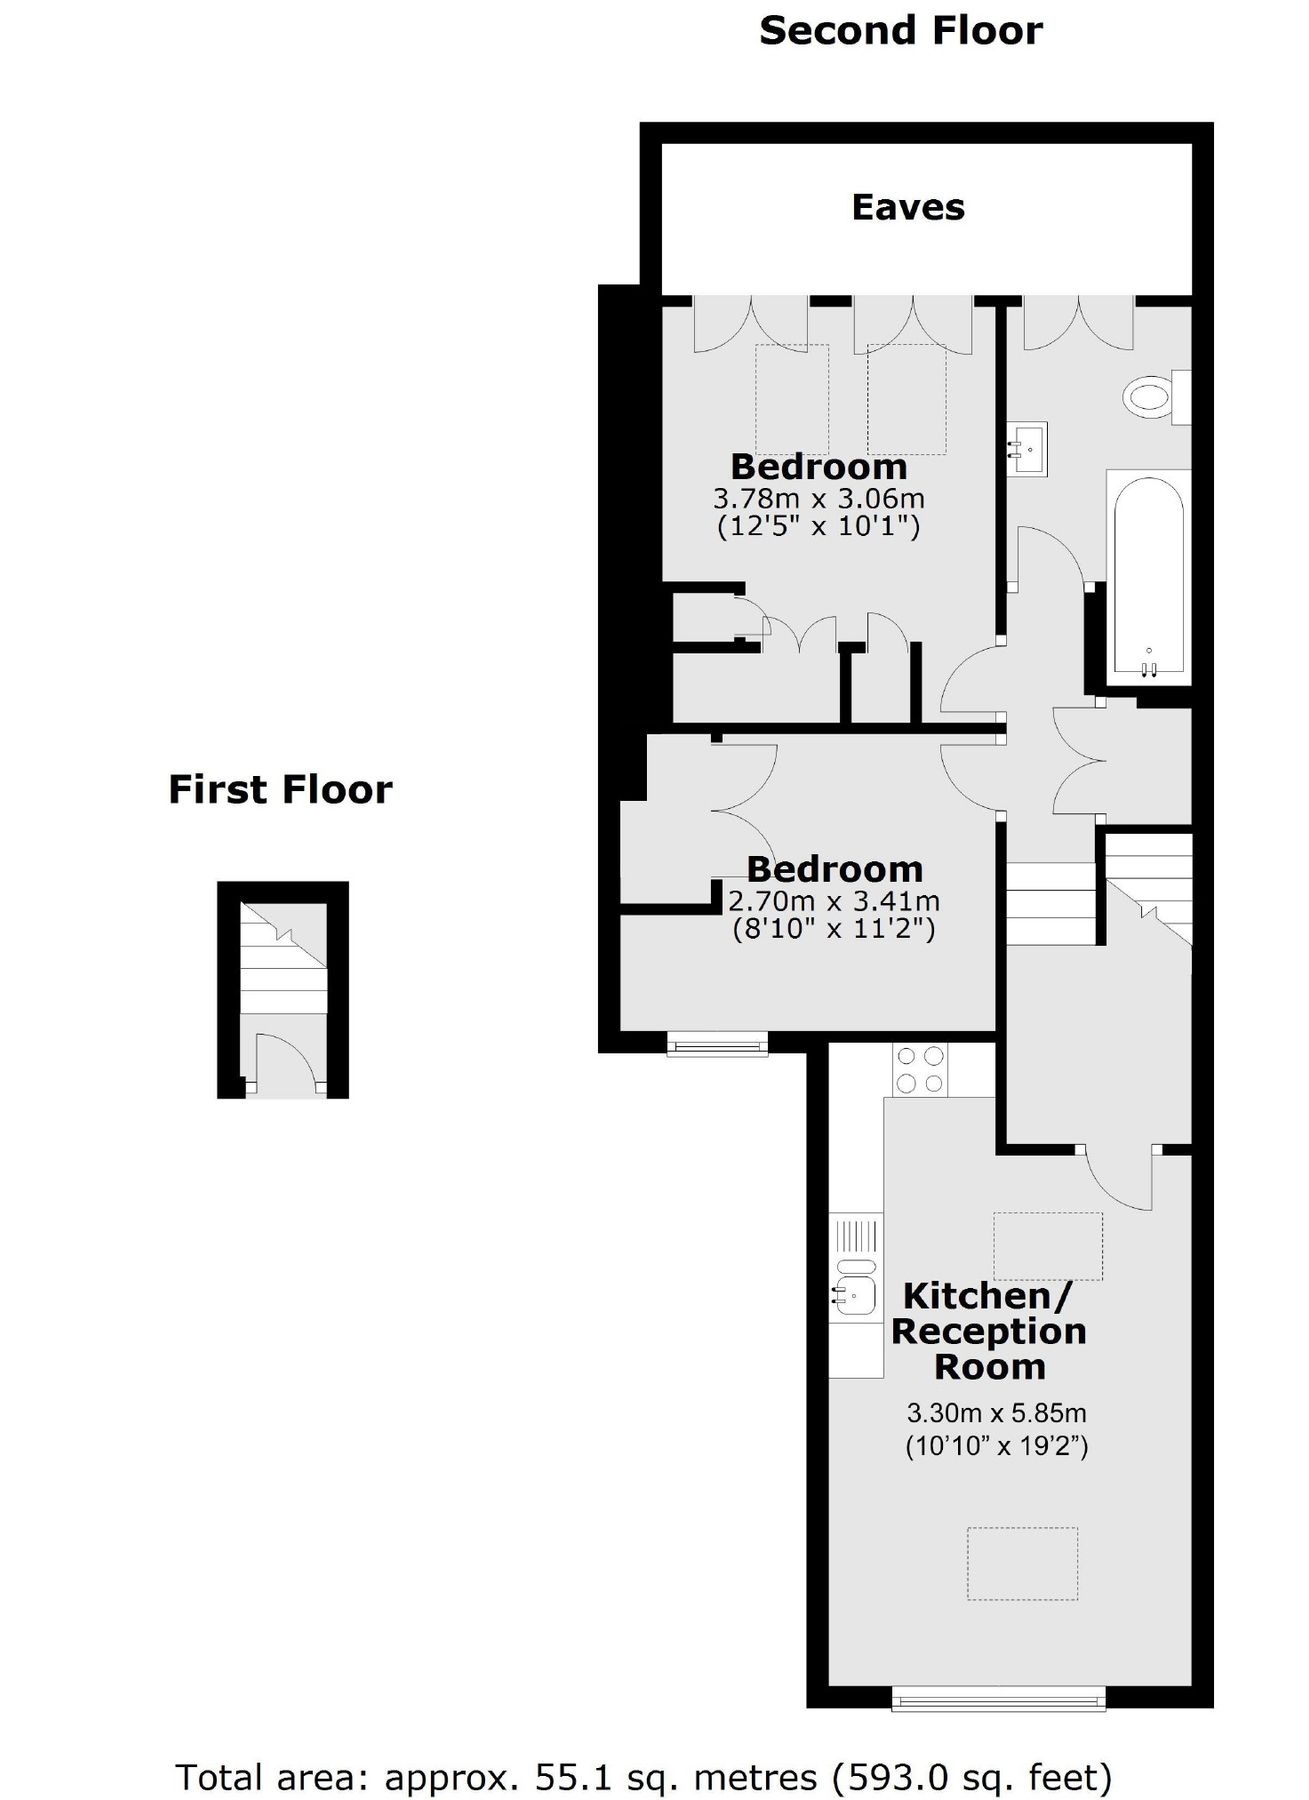 Second Floor
Eaves
Bedroom
3.78m x 3.06m
(12'5" x 10'1")
First Floor
Bedroom
2.70m x 3.41m
(8'10" x 11'2")
Kitchen/
Reception
Room
3.30m x 5.85m
(10’10” x 19’2”)
Total area: approx. 55.1 sq. metres (593.0 sq. feet)